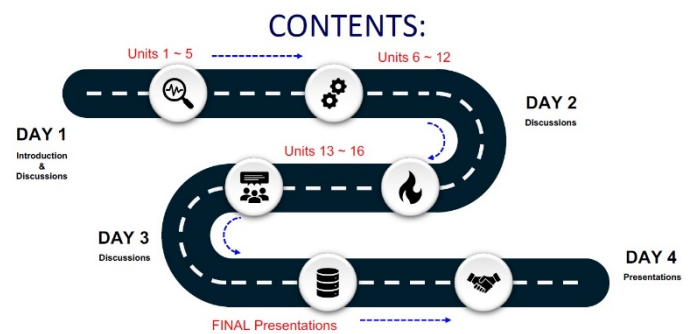 CONTENTS:
Units 1 ~ 5
Units 6 ~ 12
DAY 1
Introduction
&
Discussions
DAY 2
Discussions
Units 13 ~ 16
DAY 3
Discussions
DAY 4
Presentations
FINAL Presentations